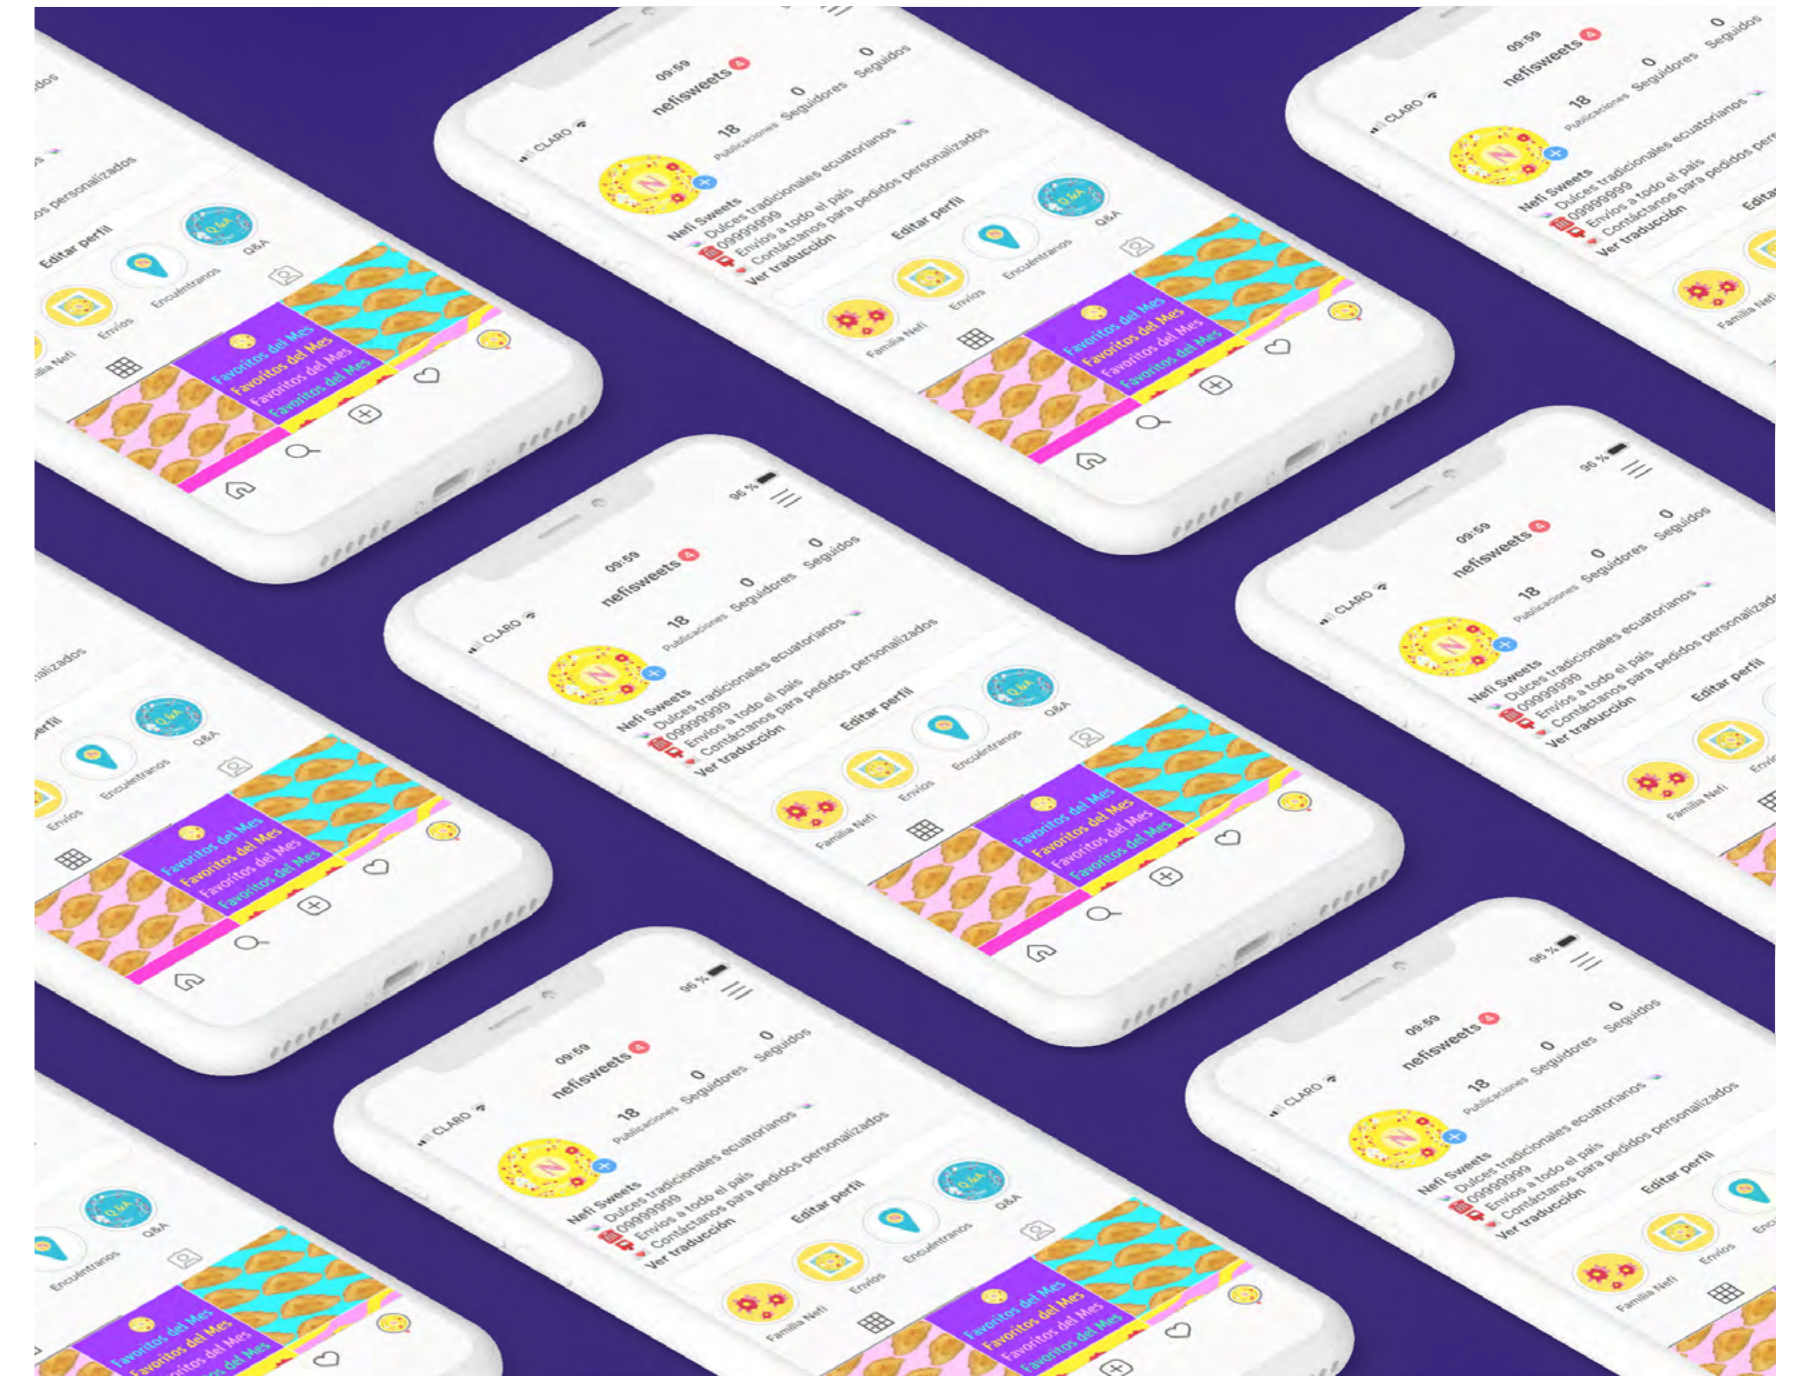 CLARO
09:59
96 %
nefisweets 4
18
Publicaciones
0
Seguidores
0
Seguidos
Nefi Sweets
Dulces tradicionales ecuatorianos
09999999
Envíos a todo el país
Contáctanos para pedidos personalizados
Ver traducción
Editar perfil
Familia Nefi
Envíos
Encuéntranos
Q&A
Q&A
N
Favoritos del Mes
Favoritos del Mes
Favoritos del Mes
Favoritos del Mes